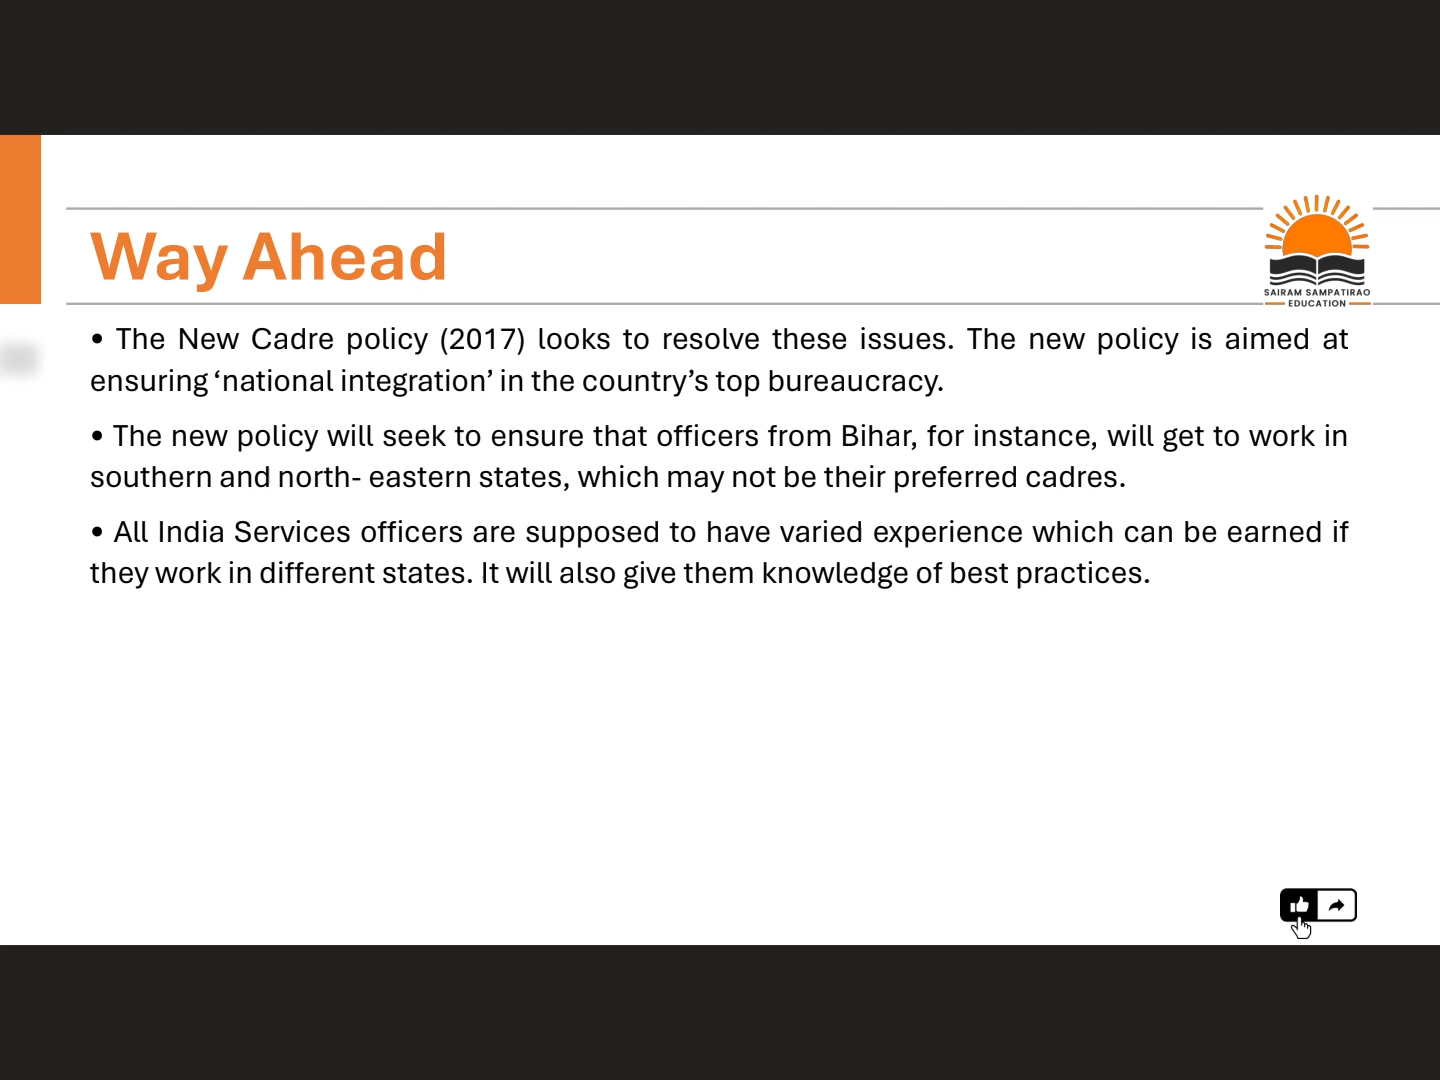 Way Ahead
SAIRAM SAMPATIRAO
EDUCATION
• The New Cadre policy (2017) looks to resolve these issues. The new policy is aimed at
ensuring ‘national integration’ in the country’s top bureaucracy.
• The new policy will seek to ensure that officers from Bihar, for instance, will get to work in
southern and north- eastern states, which may not be their preferred cadres.
• All India Services officers are supposed to have varied experience which can be earned if
they work in different states. It will also give them knowledge of best practices.